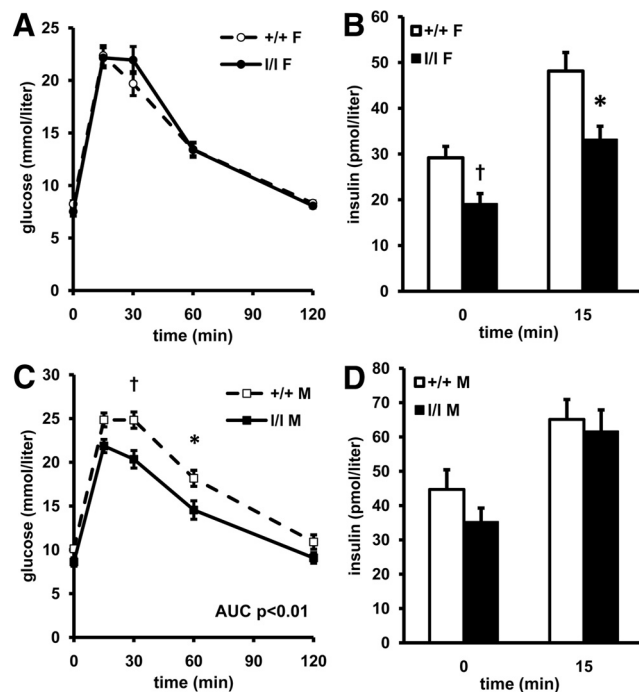 A
+/+ F
I/I F
glucose (mmol/liter)
25
20
15
10
5
0
0 30 60 90 120
time (min)
B
+/+ F
I/I F
insulin (pmol/liter)
60
50
40
30
20
10
0
†
*
0 15
time (min)
C
+/+ M
I/I M
glucose (mmol/liter)
30
25
20
15
10
5
0
†
*
AUC p<0.01
0 30 60 90 120
time (min)
D
+/+ M
I/I M
insulin (pmol/liter)
80
70
60
50
40
30
20
10
0
0 15
time (min)